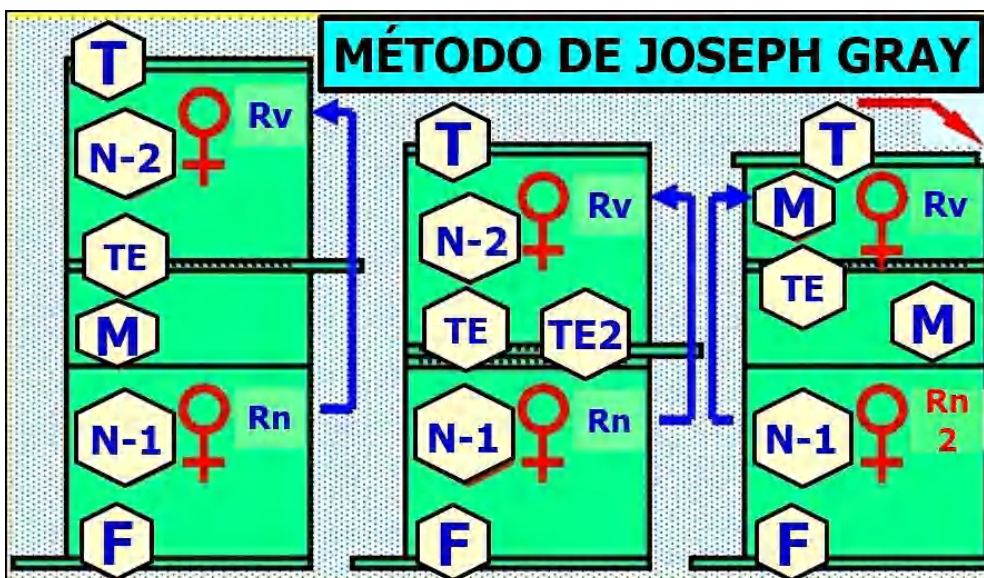 MÉTODO DE JOSEPH GRAY
T
N-2
Rv
TE
M
N-1
Rn
F
T
N-2
Rv
TE
TE2
N-1
Rn
F
T
M
Rv
TE
M
N-1
Rn
2
F